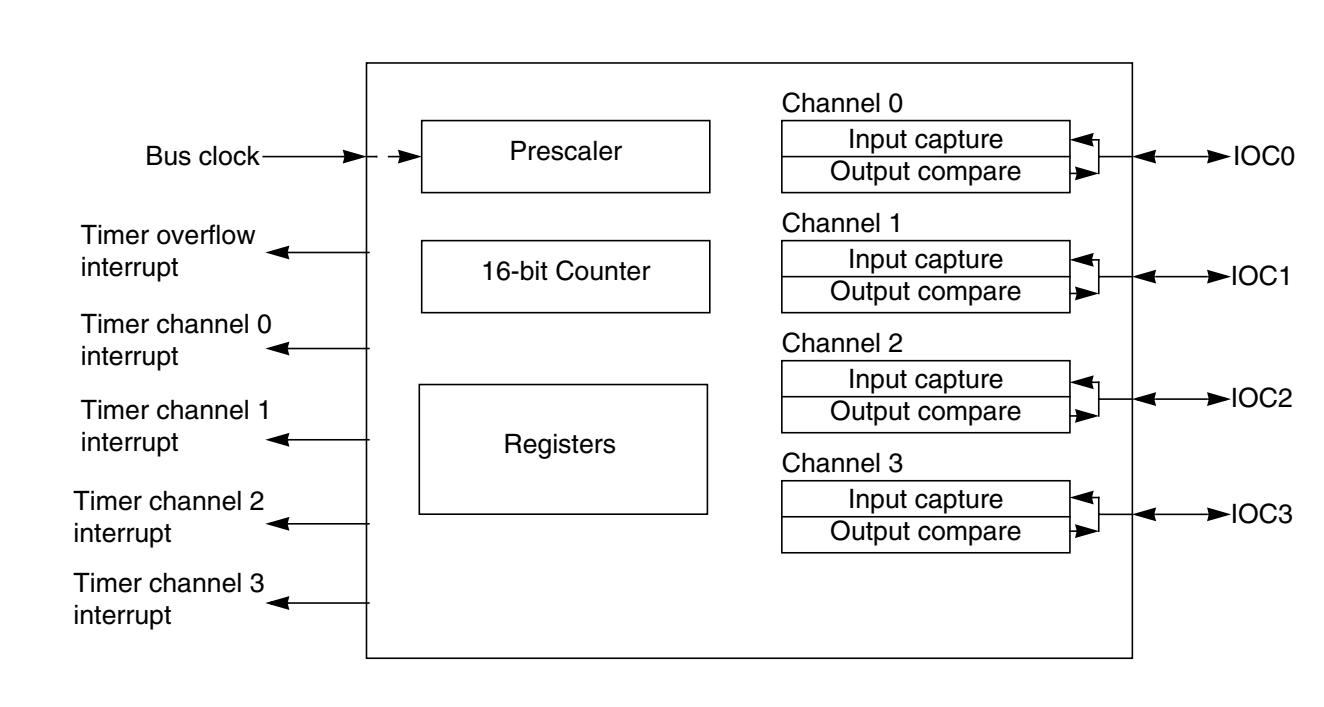 Bus clock
Timer overflow
interrupt
Timer channel 0
interrupt
Timer channel 1
interrupt
Timer channel 2
interrupt
Timer channel 3
interrupt
Prescaler
16-bit Counter
Registers
Channel 0
Input capture
Output compare
Channel 1
Input capture
Output compare
Channel 2
Input capture
Output compare
Channel 3
Input capture
Output compare
IOC0
IOC1
IOC2
IOC3